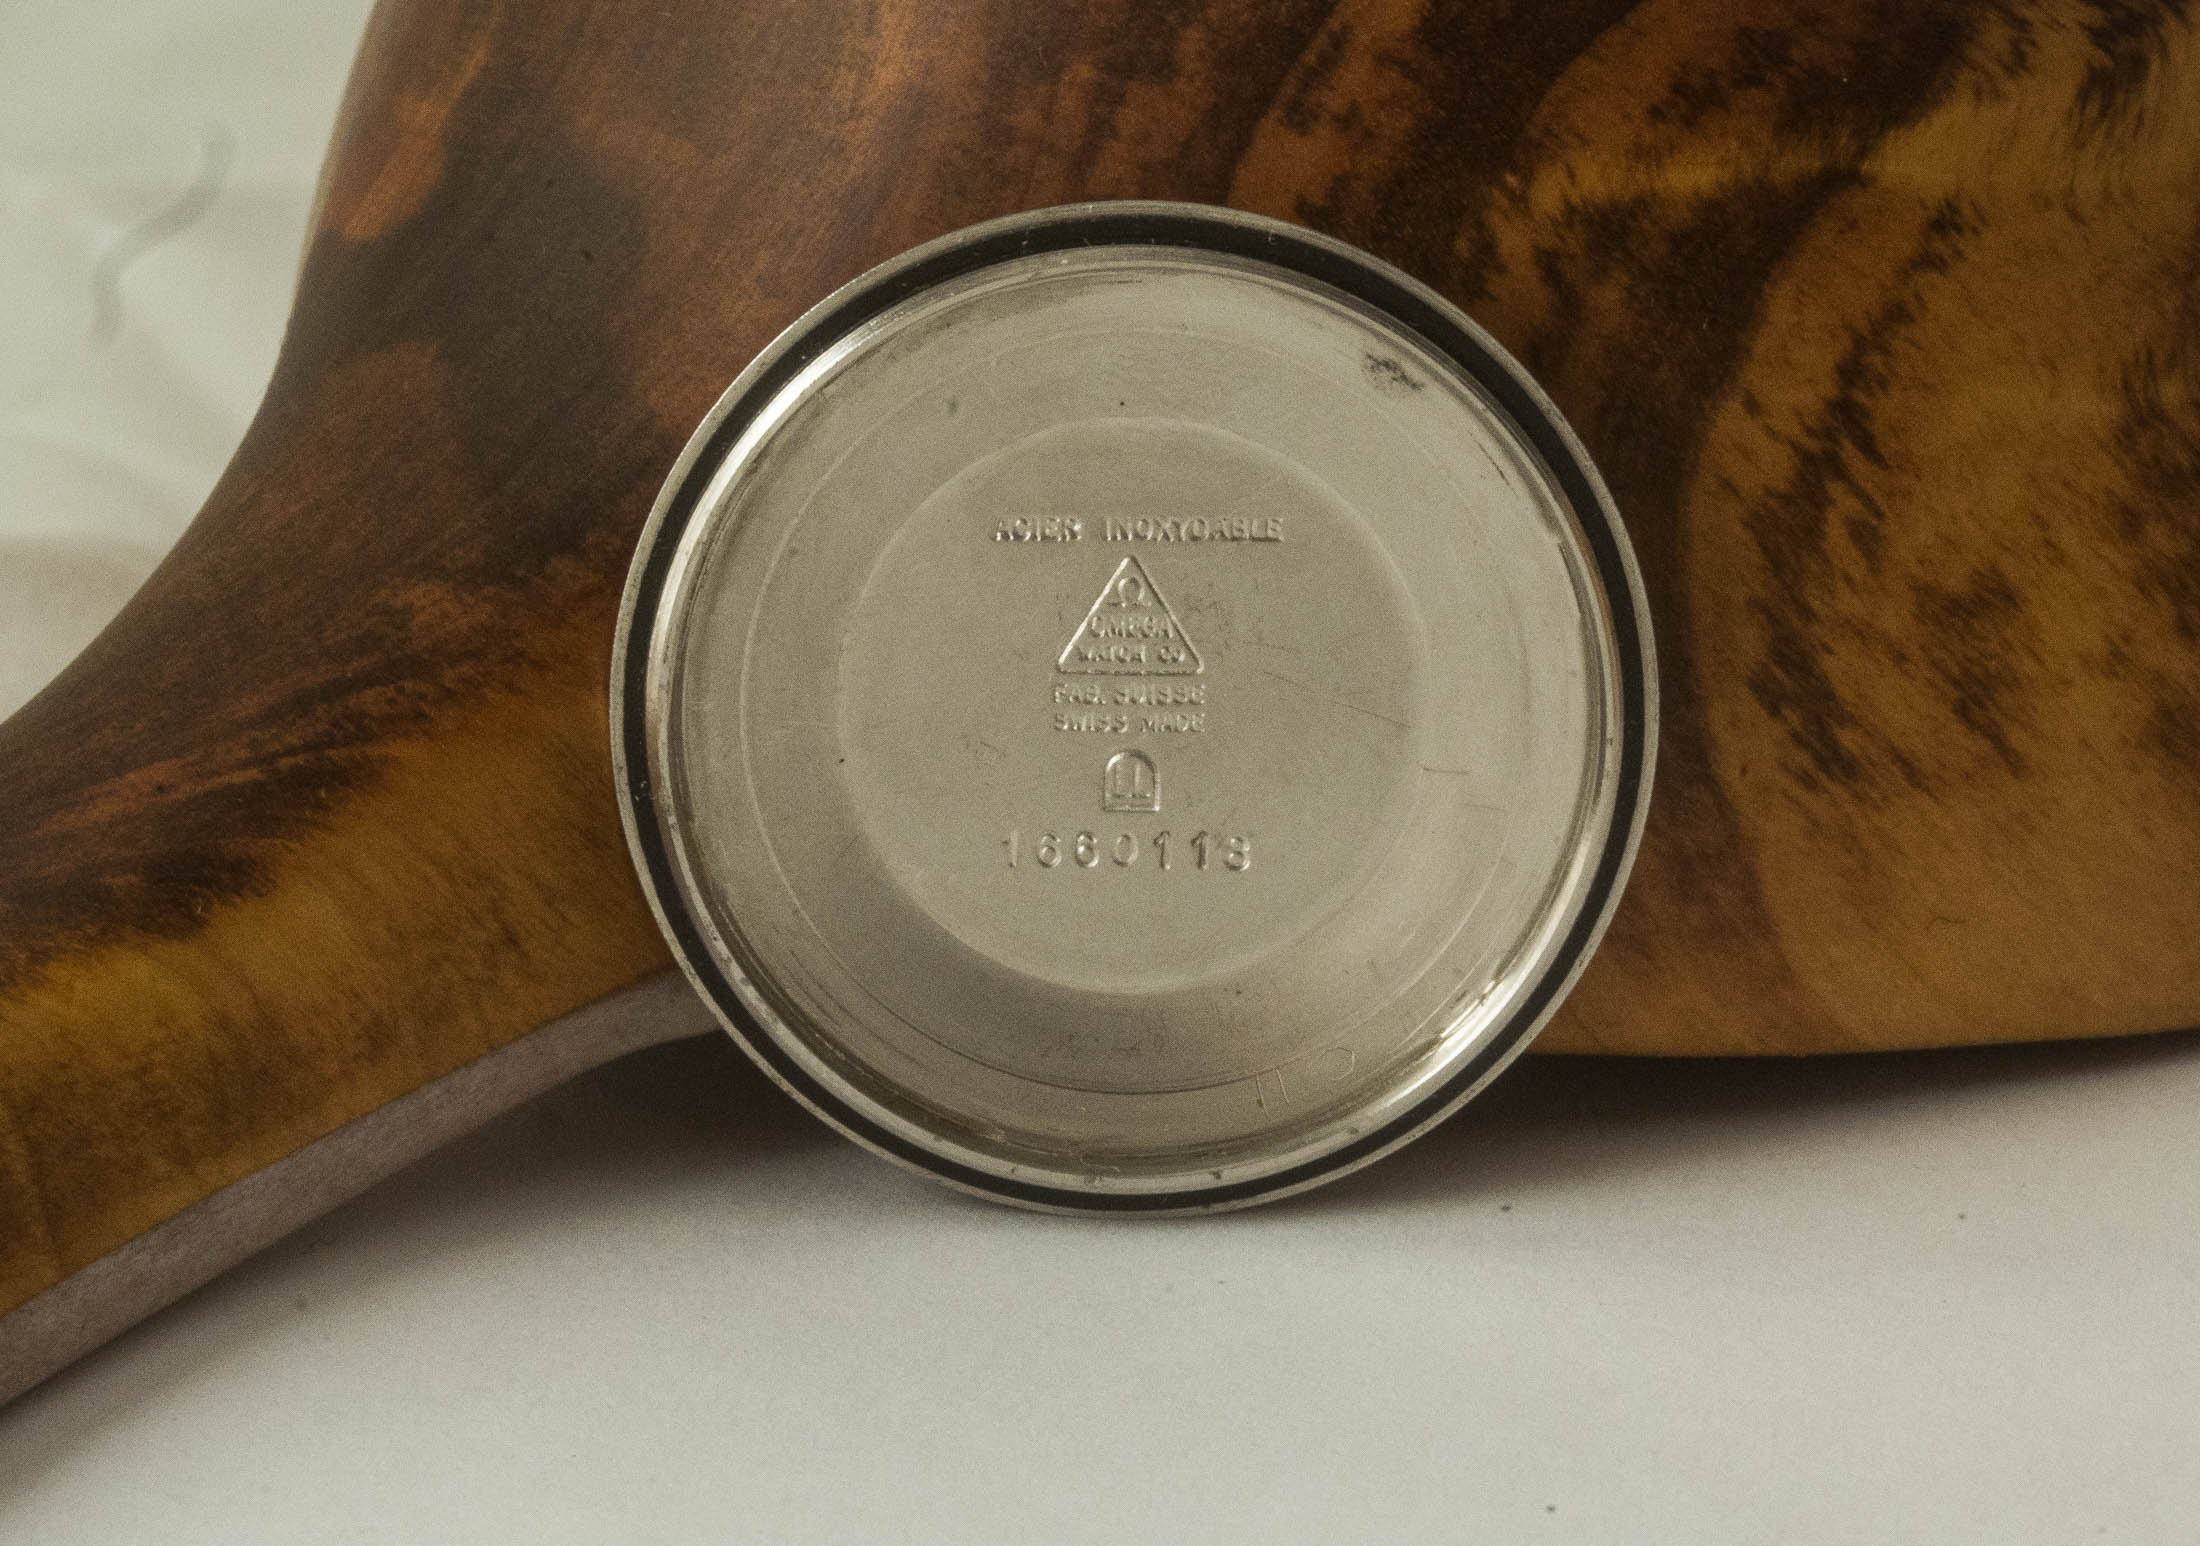 ACIER INOXYDABLE
Ω
OMEGA
WATCH CO
FAB. SUISSE
SWISS MADE
1660118